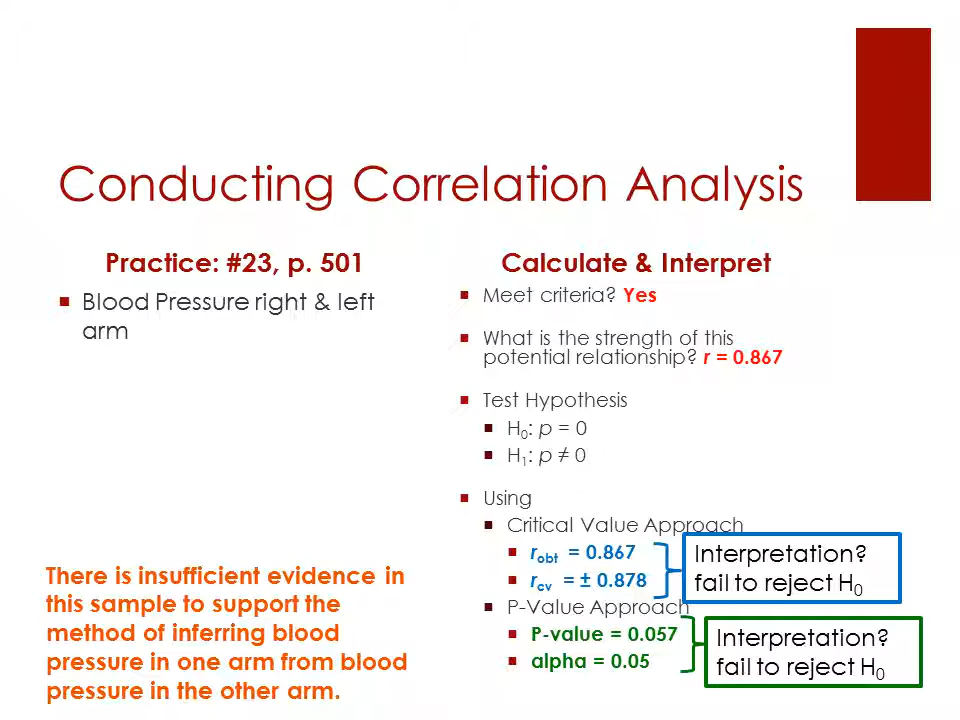 Conducting Correlation Analysis
Practice: #23, p. 501
Blood Pressure right & left
arm
There is insufficient evidence in
this sample to support the
method of inferring blood
pressure in one arm from blood
pressure in the other arm.
Calculate & Interpret
Meet criteria? Yes
What is the strength of this
potential relationship? r = 0.867
Test Hypothesis
H0: p = 0
H1: p ≠ 0
Using
Critical Value Approach
robt = 0.867
rcv = ± 0.878
Interpretation?
fail to reject H0
P-Value Approach
P-value = 0.057
alpha = 0.05
Interpretation?
fail to reject H0